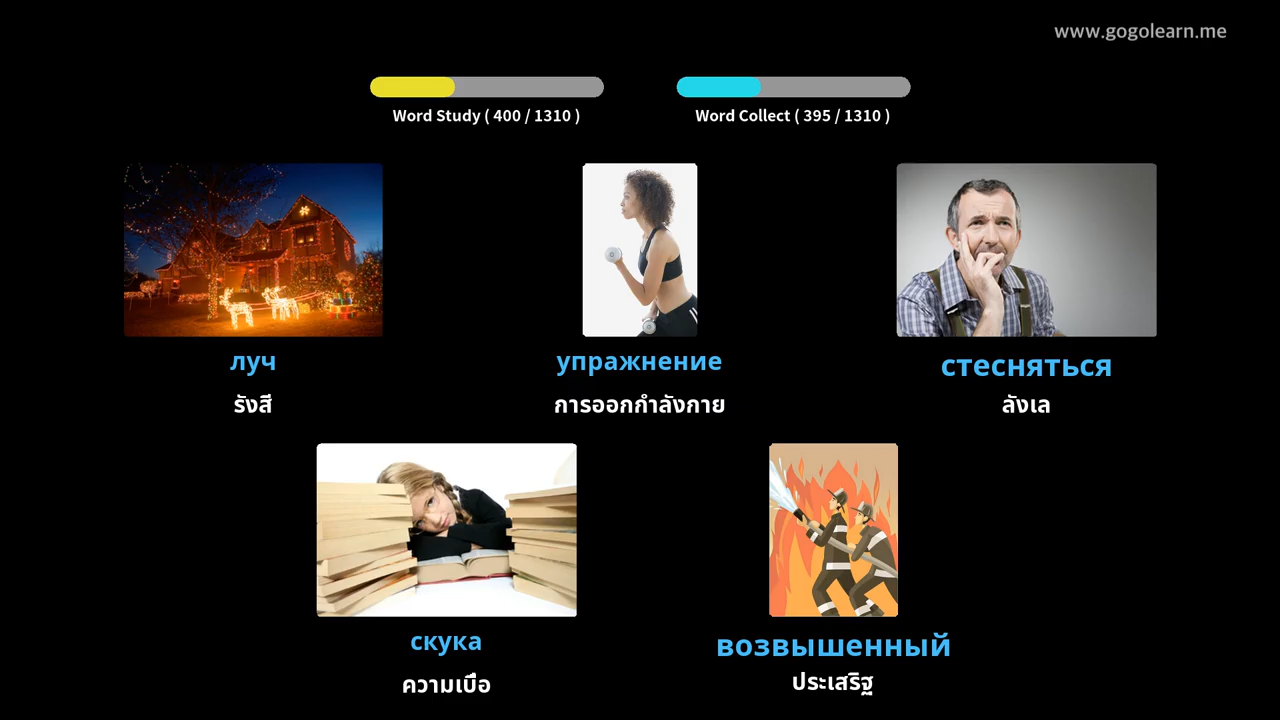 www.gogolearn.me
Word Study ( 400 / 1310 )
Word Collect ( 395 / 1310 )
луч
รังสี
упражнение
การออกกำลังกาย
стесняться
ลังเล
скука
ความเบื่อ
возвышенный
ประเสริฐ